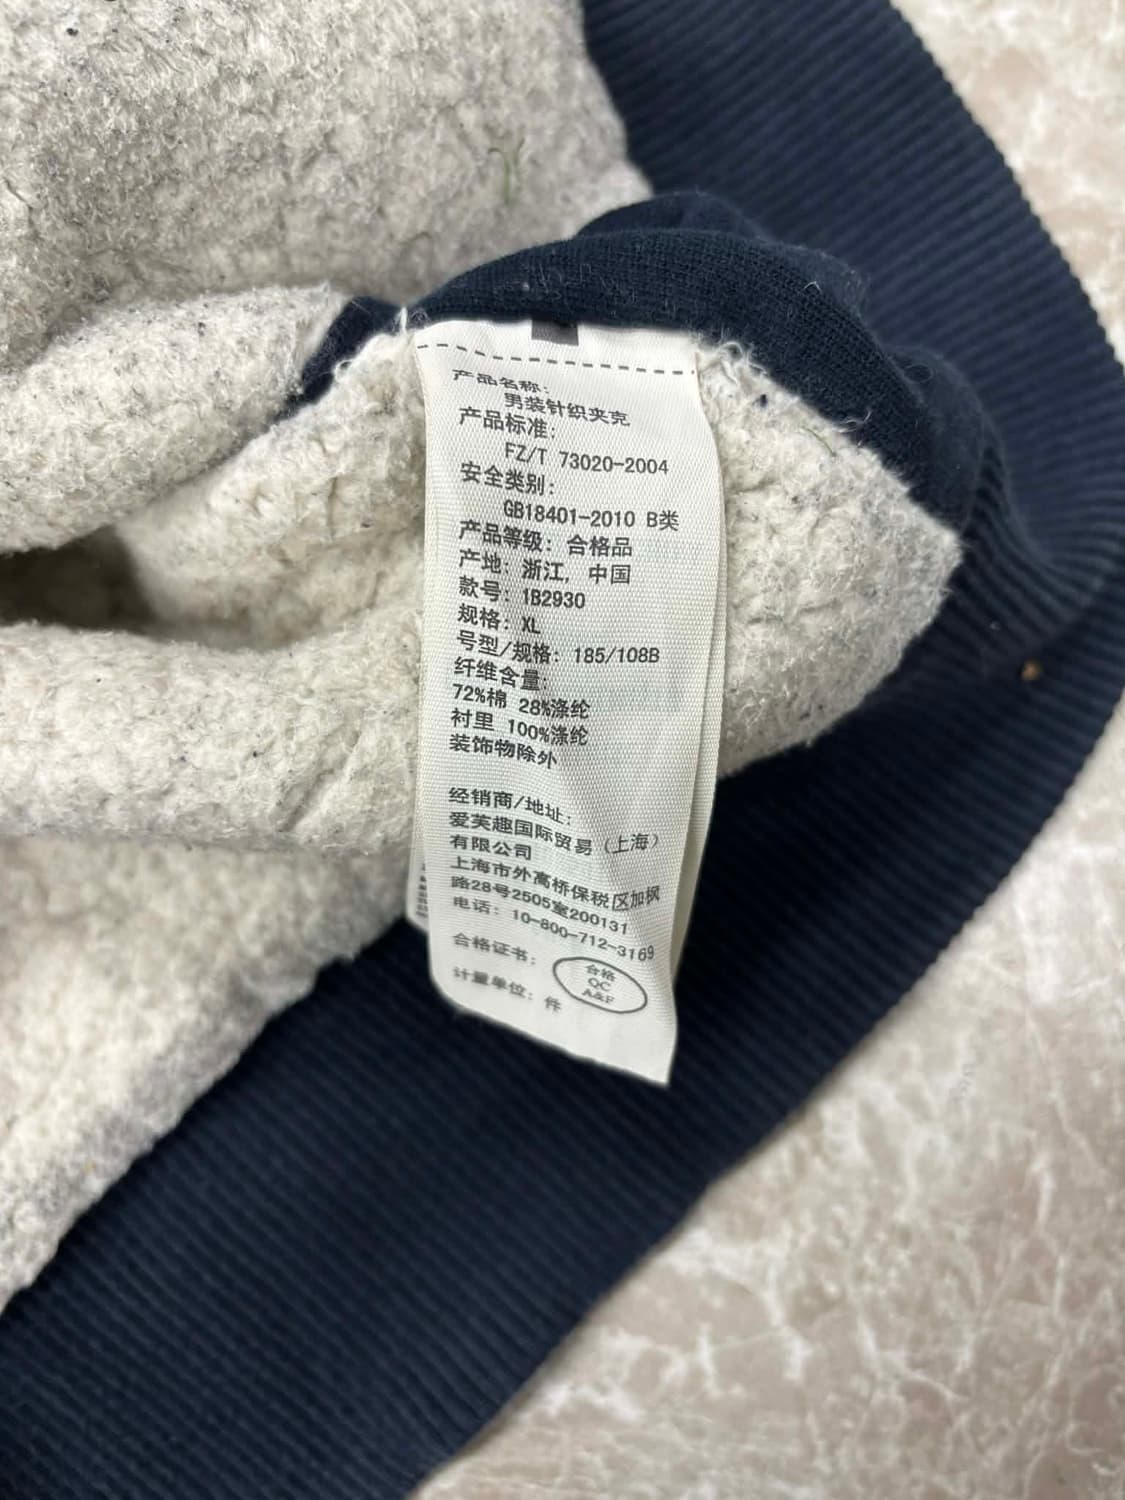 产品名称:
男装针织夹克
产品标准:
FZ/T 73020-2004
安全类别:
GB18401-2010 B类
产品等级: 合格品
产地: 浙江, 中国
款号: 1B2930
规格: XL
号型/规格: 185/108B
纤维含量:
72%棉 28%涤纶
衬里 100%涤纶
装饰物除外
经销商/地址:
爱芙趣国际贸易（上海）
有限公司
上海市外高桥保税区加枫
路28号2505室200131
电话: 10-800-712-3169
合格证书:
合格
QC
A&F
计量单位: 件